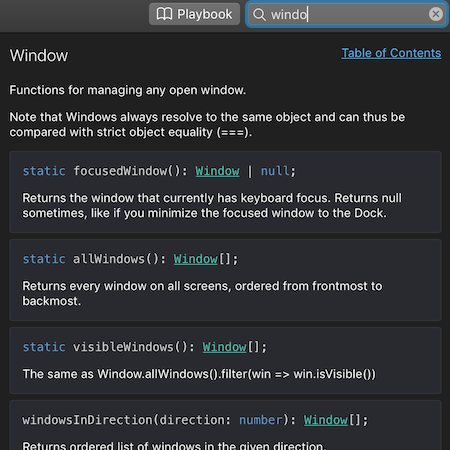 Playbook
windo
Window
Table of Contents
Functions for managing any open window.
Note that Windows always resolve to the same object and can thus be
compared with strict object equality (===).
static focusedWindow(): Window | null;
Returns the window that currently has keyboard focus. Returns null
sometimes, like if you minimize the focused window to the Dock.
static allWindows(): Window[];
Returns every window on all screens, ordered from frontmost to
backmost.
static visibleWindows(): Window[];
The same as Window.allWindows().filter(win => win.isVisible())
windowsInDirection(direction: number): Window[];
Returns ordered list of windows in the given direction.